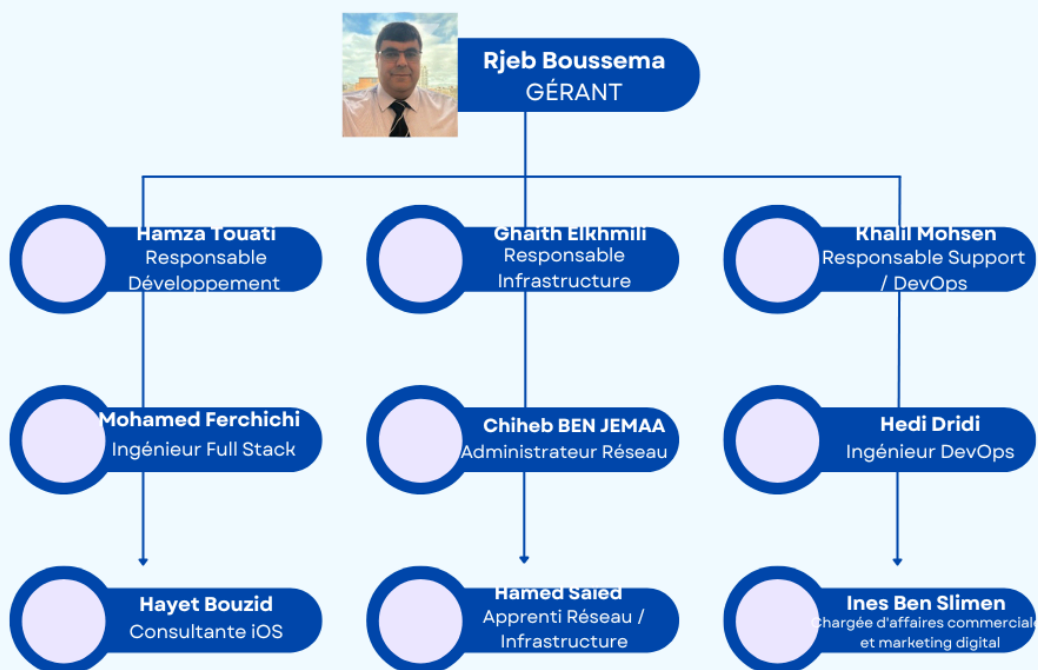 Rjeb Boussema
GÉRANT
Hamza Touati
Responsable
Développement
Ghaith Elkhmili
Responsable
Infrastructure
Khalil Mohsen
Responsable Support
/ DevOps
Mohamed Ferchichi
Ingénieur Full Stack
Chiheb BEN JEMAA
Administrateur Réseau
Hedi Dridi
Ingénieur DevOps
Hayet Bouzid
Consultante iOS
Hamed Saied
Apprenti Réseau /
Infrastructure
Ines Ben Slimen
Chargée d'affaires commerciale
et marketing digital